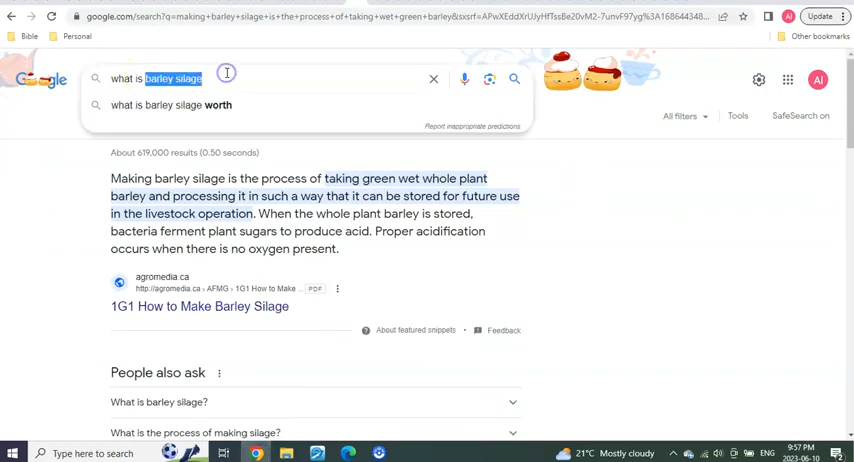 google.com/search?q=making+barley+silage+is+the+process+of+taking+wet+green+barley&sxsrf=APwXEddXrUJyHfTssBe20vM2-7unvF97yg%3A168644348...
AI
Update
Bible
Personal
Other bookmarks
Google
what is barley silage
AI
what is barley silage worth
Report inappropriate predictions
All filters
Tools
SafeSearch on
About 619,000 results (0.50 seconds)
Making barley silage is the process of taking green wet whole plant
barley and processing it in such a way that it can be stored for future use
in the livestock operation. When the whole plant barley is stored,
bacteria ferment plant sugars to produce acid. Proper acidification
occurs when there is no oxygen present.
agromedia.ca
http://agromedia.ca › AFMG › 1G1 How to Make ... PDF
1G1 How to Make Barley Silage
About featured snippets • Feedback
People also ask
What is barley silage?
What is the process of making silage?
Type here to search
21°C Mostly cloudy
ENG
9:57 PM
2023-06-10
2